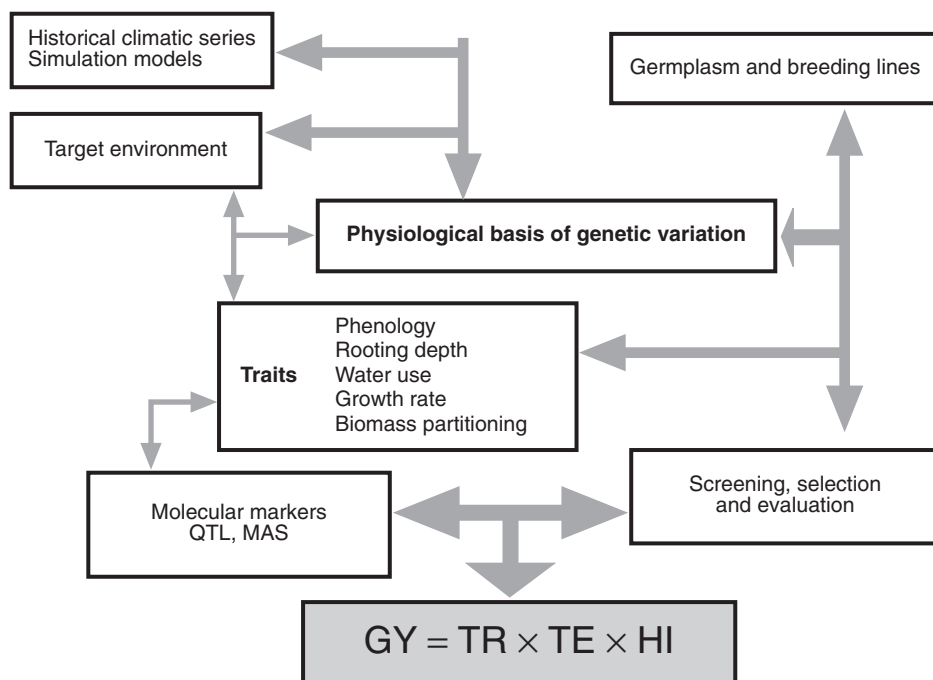 Historical climatic series
Simulation models
Germplasm and breeding lines
Target environment
Physiological basis of genetic variation
Traits
Phenology
Rooting depth
Water use
Growth rate
Biomass partitioning
Molecular markers
QTL, MAS
Screening, selection
and evaluation
GY = TR × TE × HI